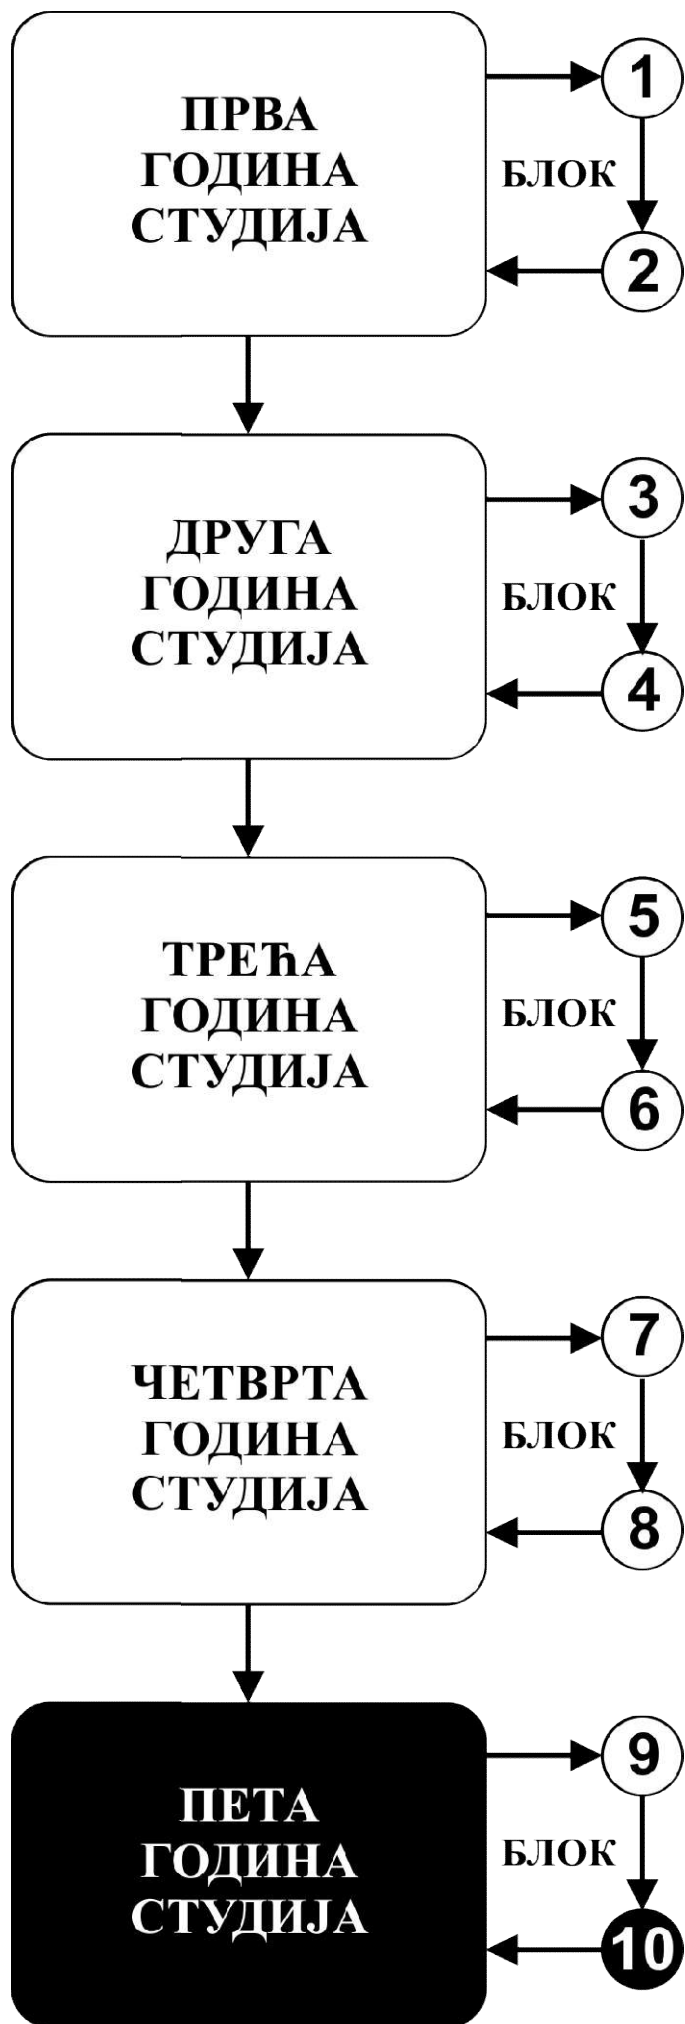 ПРВА
ГОДИНА
СТУДИЈА
1
БЛОК
2
ДРУГА
ГОДИНА
СТУДИЈА
3
БЛОК
4
ТРЕЋА
ГОДИНА
СТУДИЈА
5
БЛОК
6
ЧЕТВРТА
ГОДИНА
СТУДИЈА
7
БЛОК
8
ПЕТА
ГОДИНА
СТУДИЈА
9
БЛОК
10